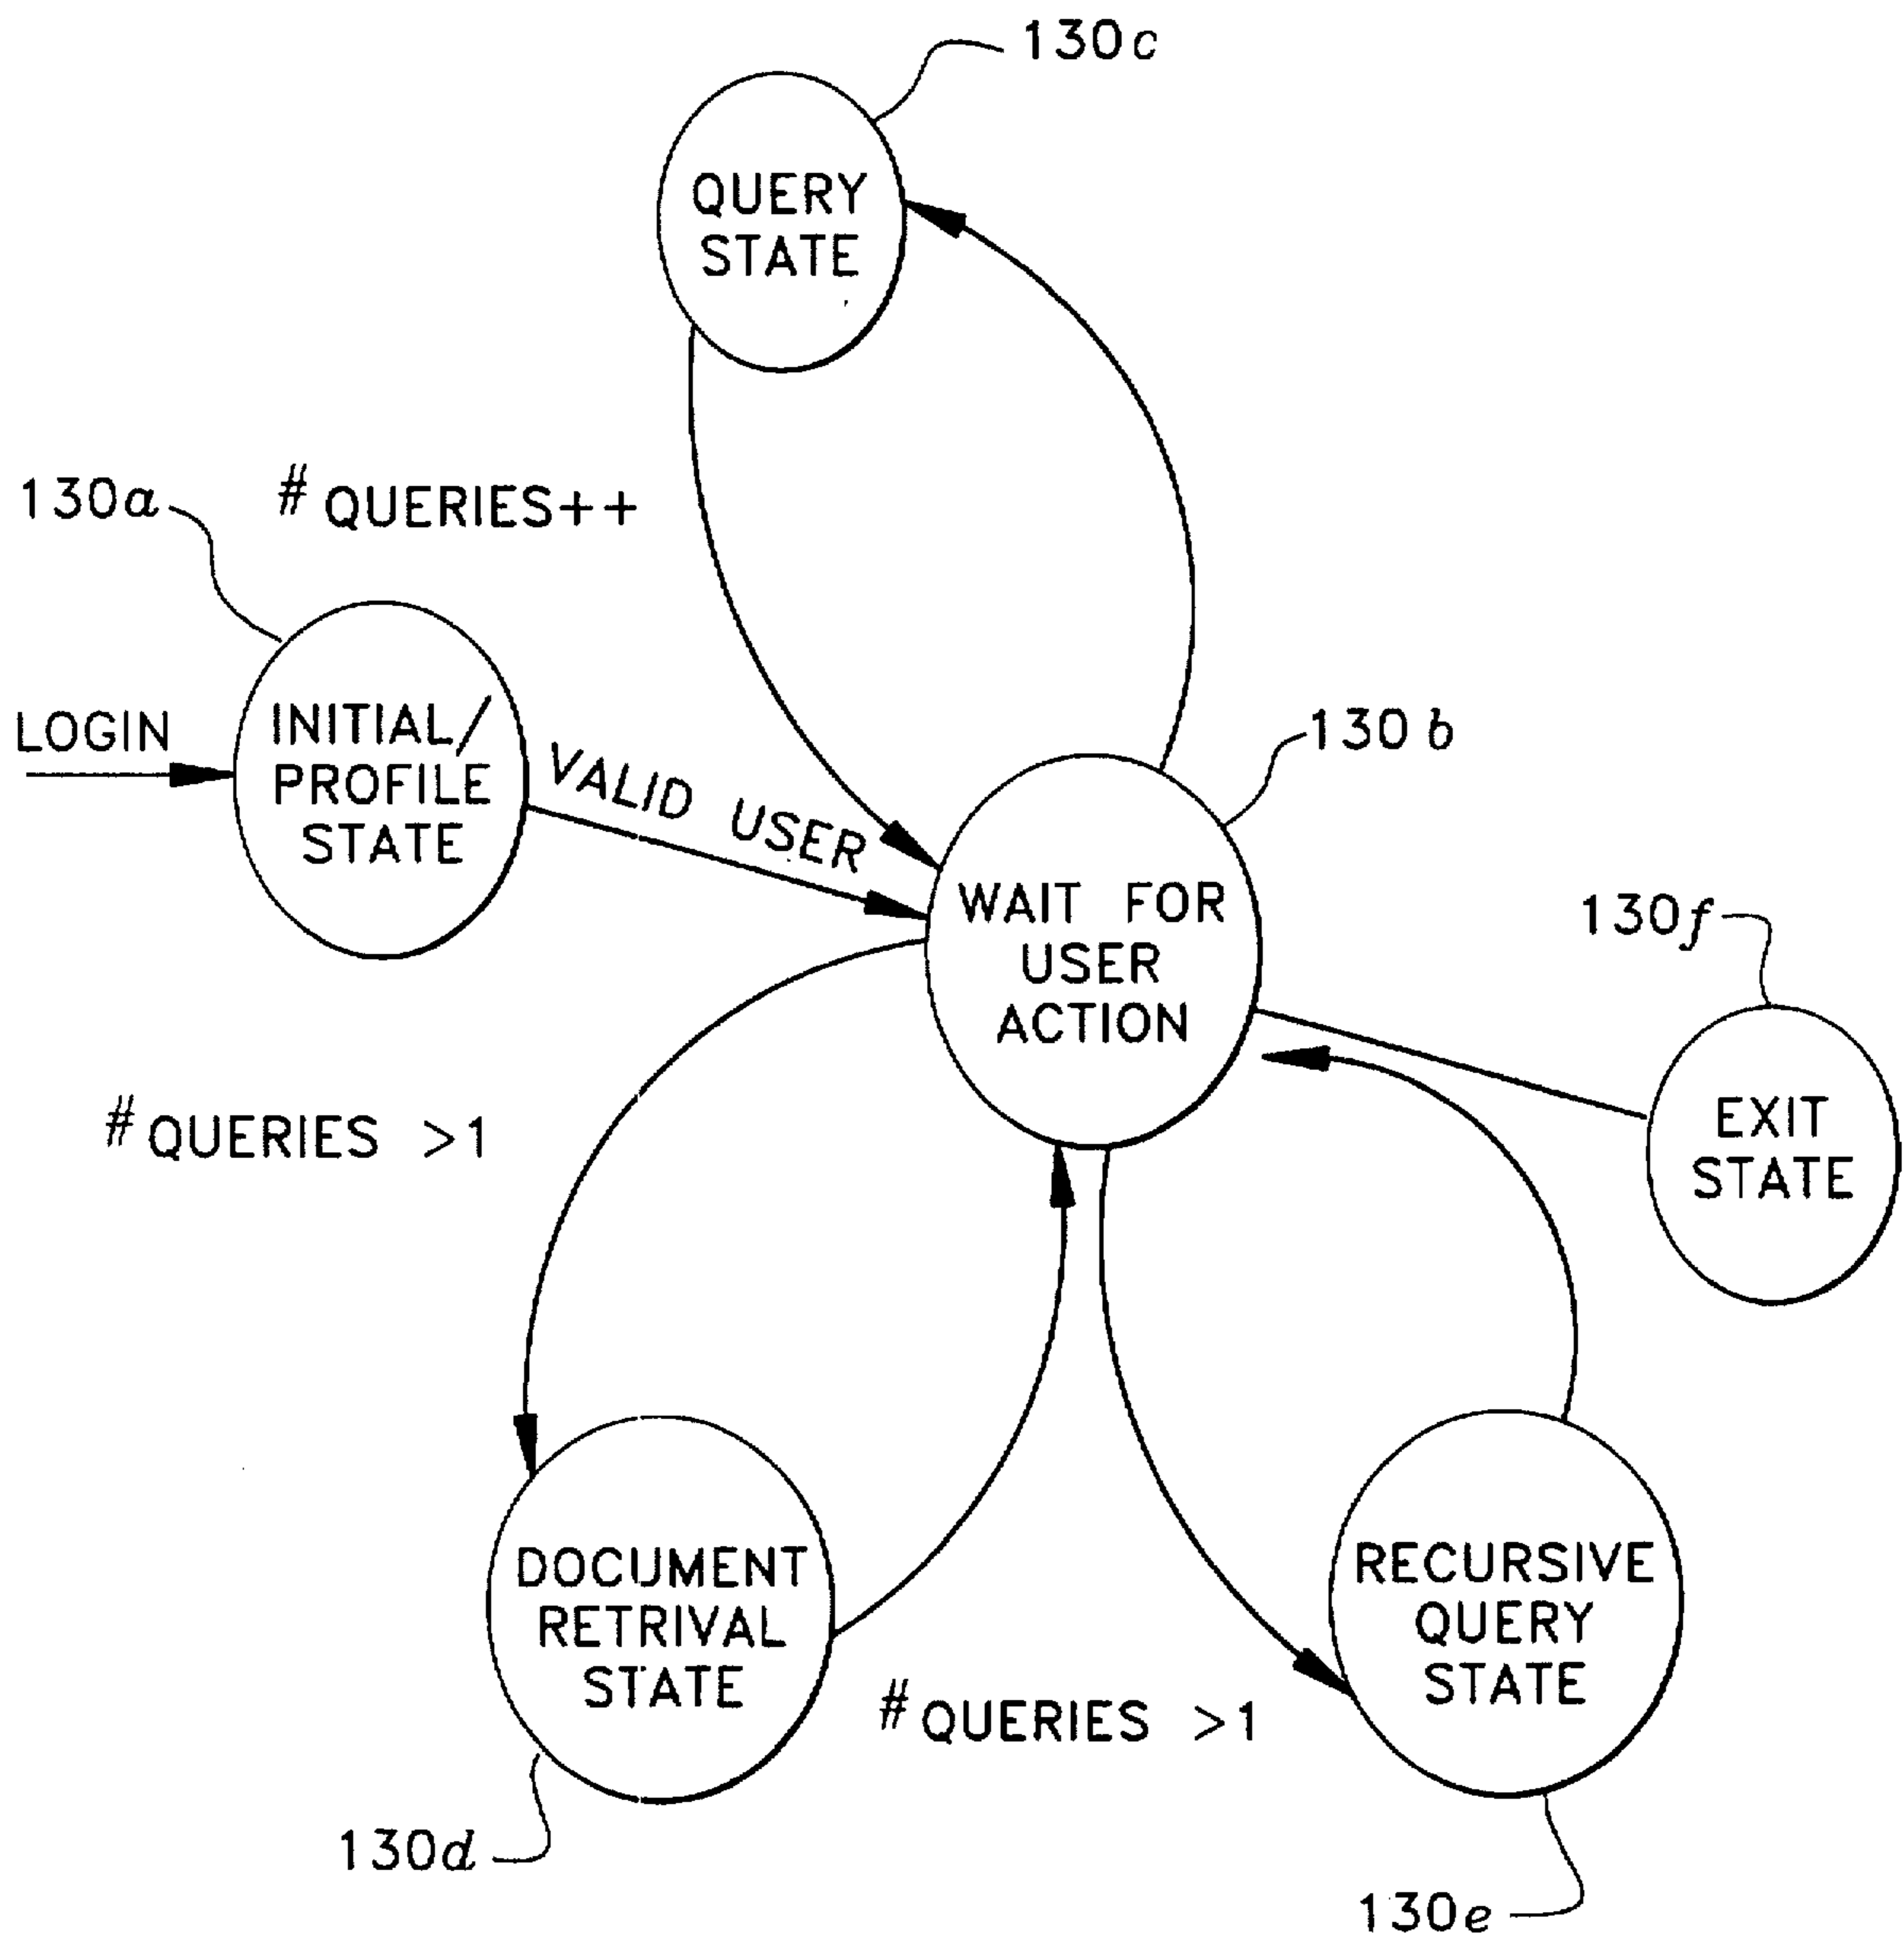 130c
QUERY
STATE
130a
# QUERIES++
LOGIN
INITIAL/
PROFILE
STATE
VALID USER
130b
WAIT FOR
USER
ACTION
130f
EXIT
STATE
# QUERIES >1
DOCUMENT
RETRIVAL
STATE
# QUERIES >1
RECURSIVE
QUERY
STATE
130d
130e